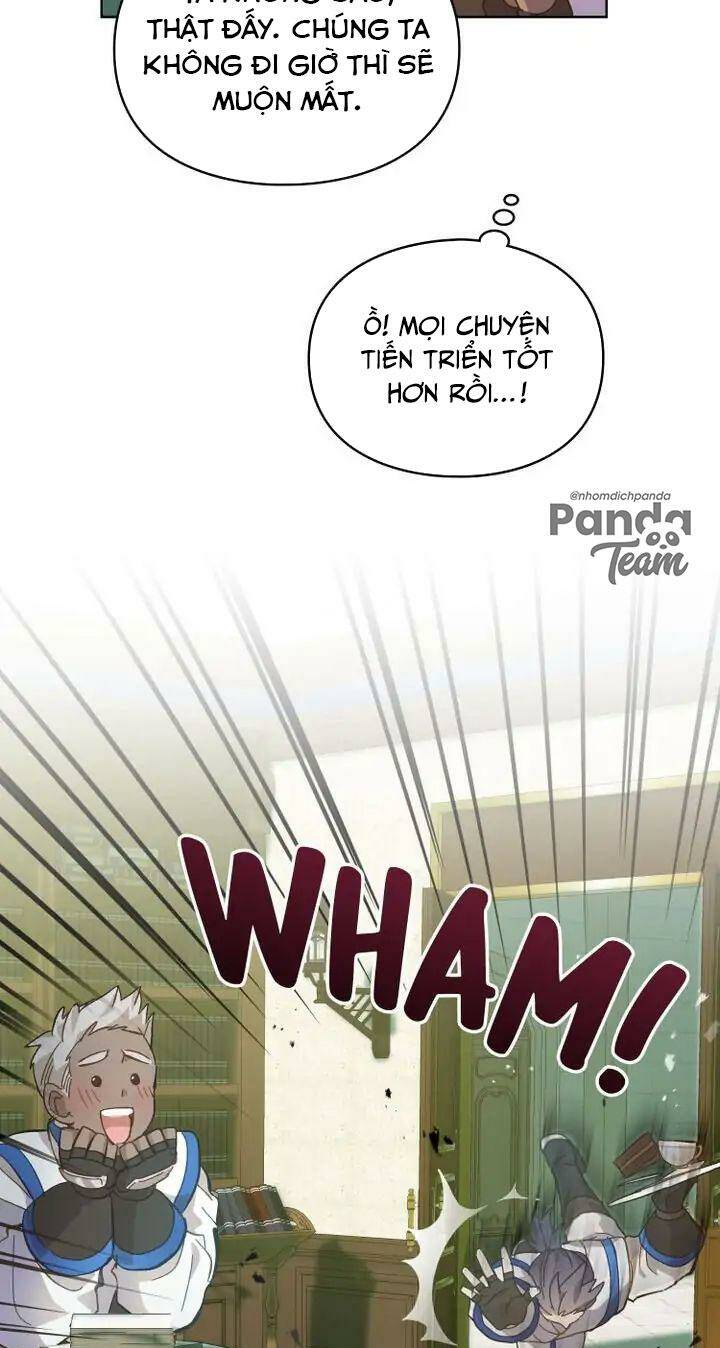 THẬT ĐẤY. CHÚNG TA
KHÔNG ĐI GIỜ THÌ SẼ
MUỘN MẤT.
Ồ! MỌI CHUYỆN
TIẾN TRIỂN TỐT
HƠN RỒI...!
@nhomdichpanda
Panda
Team
WHAM!